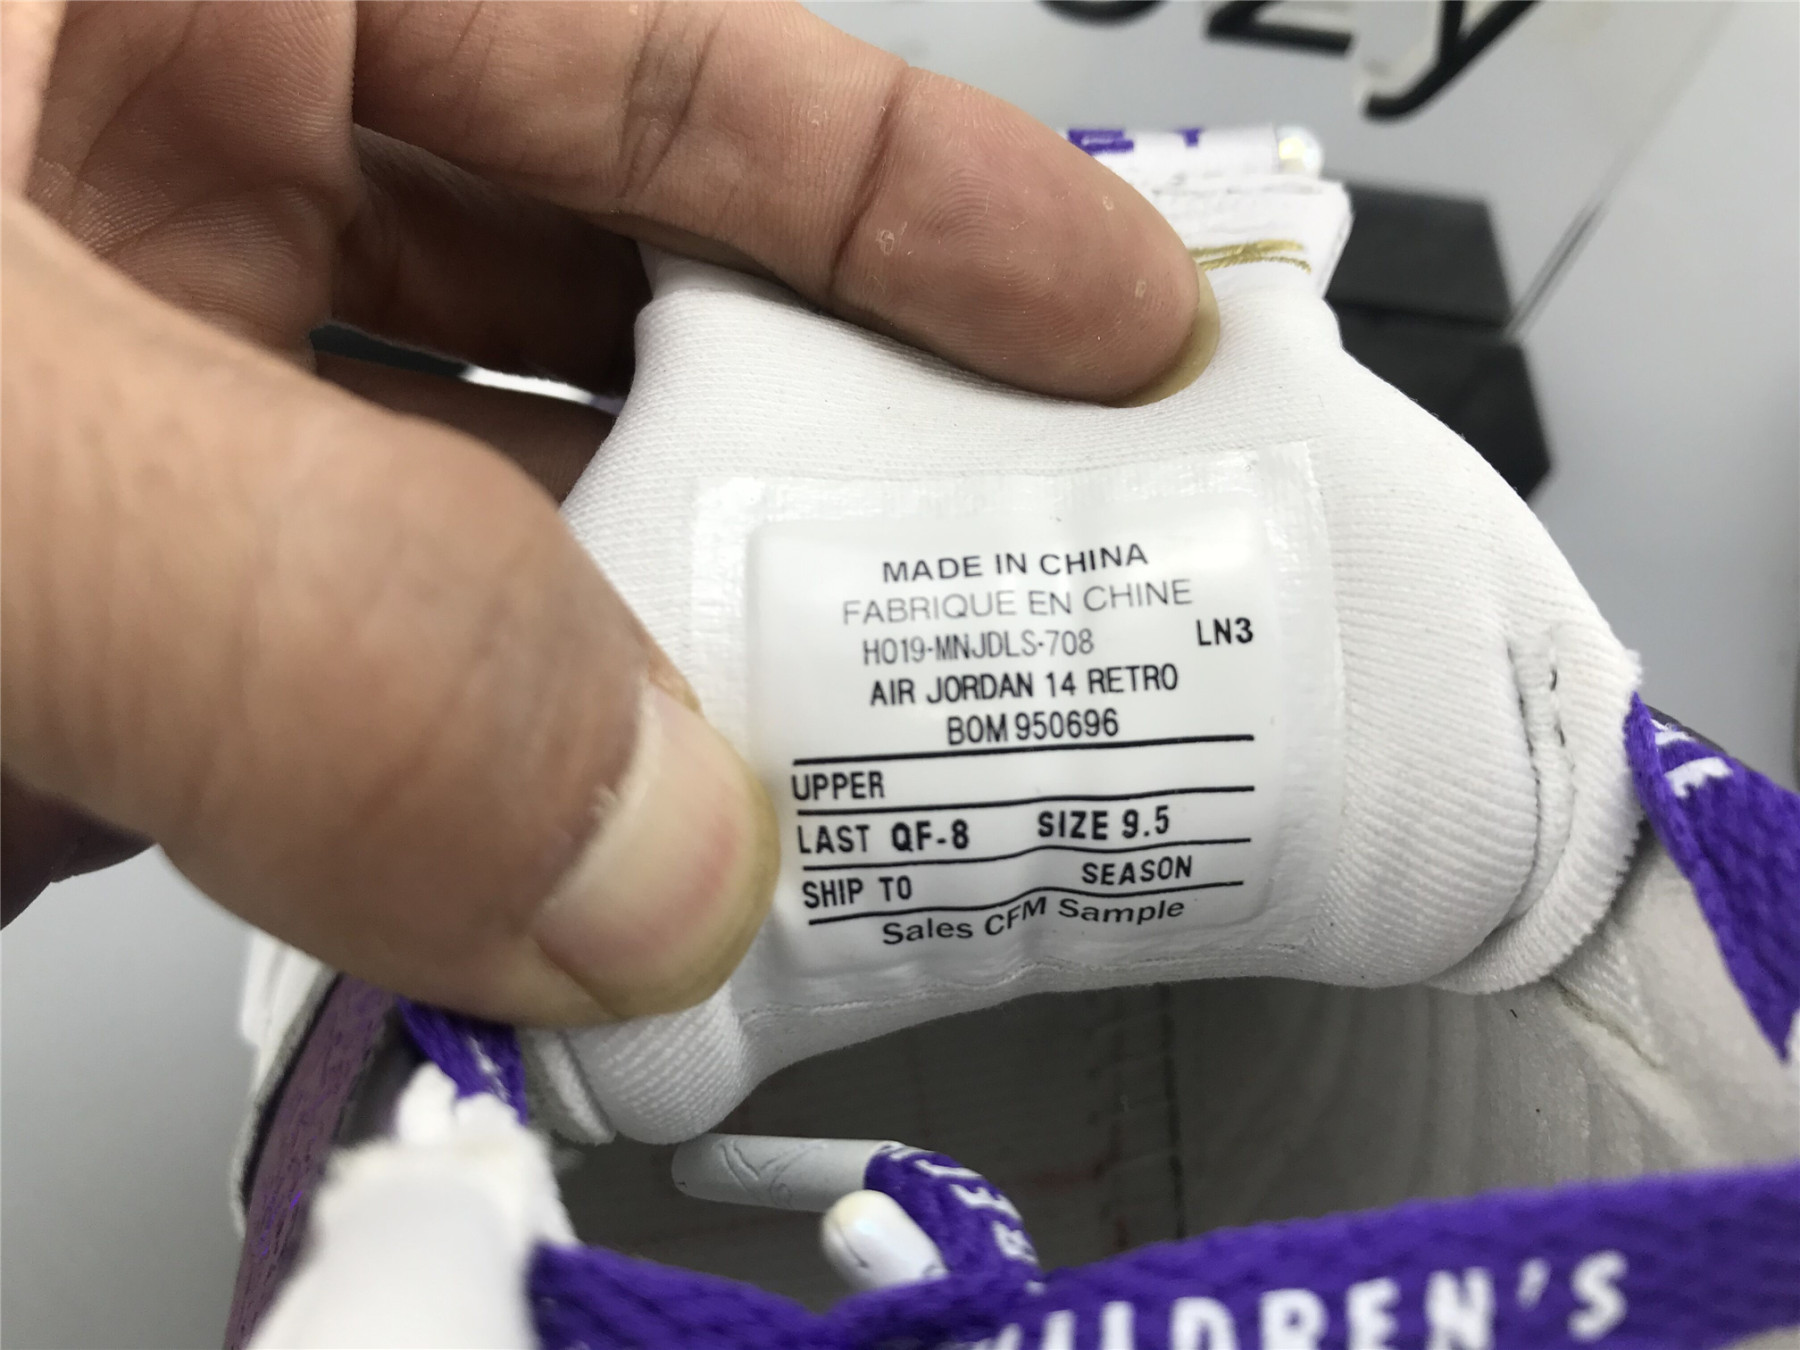 MADE IN CHINA
FABRIQUE EN CHINE
H019-MNJDLS-708 LN3
AIR JORDAN 14 RETRO
BOM 950696
UPPER
LAST QF-8 SIZE 9.5
SHIP TO SEASON
Sales CFM Sample